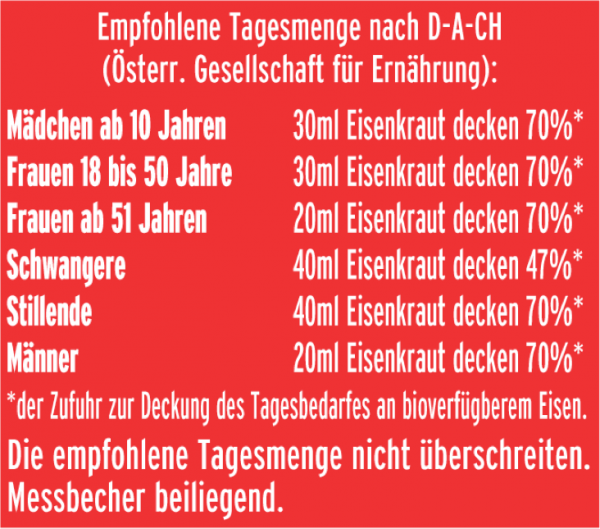 Empfohlene Tagesmenge nach D-A-CH
(Österr. Gesellschaft für Ernährung):
Mädchen ab 10 Jahren 30ml Eisenkraut decken 70%*
Frauen 18 bis 50 Jahre 30ml Eisenkraut decken 70%*
Frauen ab 51 Jahren 20ml Eisenkraut decken 70%*
Schwangere 40ml Eisenkraut decken 47%*
Stillende 40ml Eisenkraut decken 70%*
Männer 20ml Eisenkraut decken 70%*
*der Zufuhr zur Deckung des Tagesbedarfes an bioverfügberem Eisen.
Die empfohlene Tagesmenge nicht überschreiten.
Messbecher beiliegend.